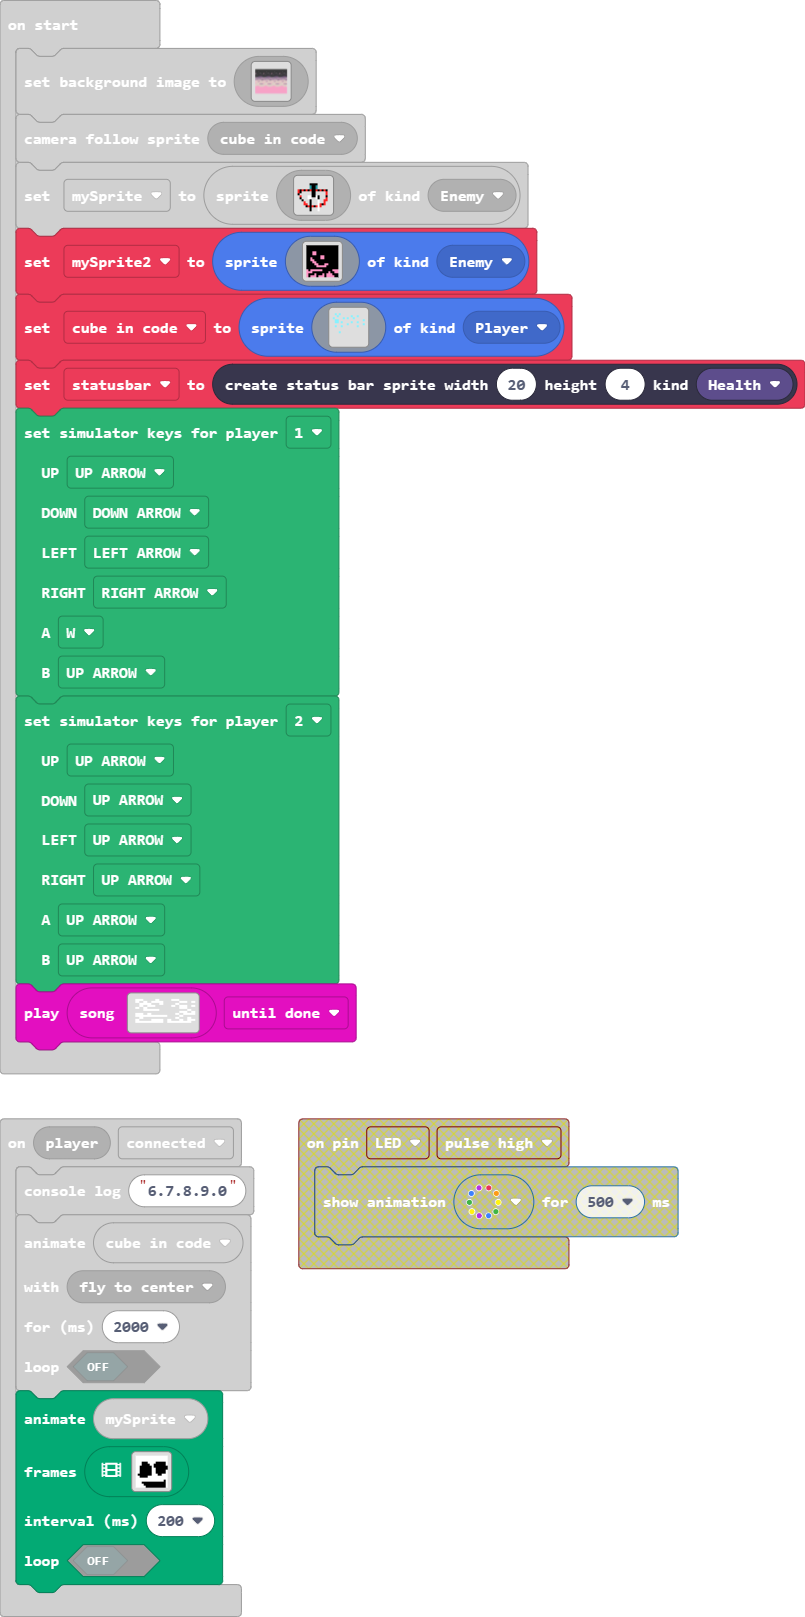 on start
set background image to
camera follow sprite cube in code
set mySprite to sprite of kind Enemy
set mySprite2 to sprite of kind Enemy
set cube in code to sprite of kind Player
set statusbar to create status bar sprite width 20 height 4 kind Health
set simulator keys for player 1
UP UP ARROW
DOWN DOWN ARROW
LEFT LEFT ARROW
RIGHT RIGHT ARROW
A W
B UP ARROW
set simulator keys for player 2
UP UP ARROW
DOWN UP ARROW
LEFT UP ARROW
RIGHT UP ARROW
A UP ARROW
B UP ARROW
play song until done
on player connected
console log "6.7.8.9.0"
animate cube in code
with fly to center
for (ms) 2000
loop OFF
animate mySprite
frames
interval (ms) 200
loop OFF
on pin LED pulse high
show animation for 500 ms